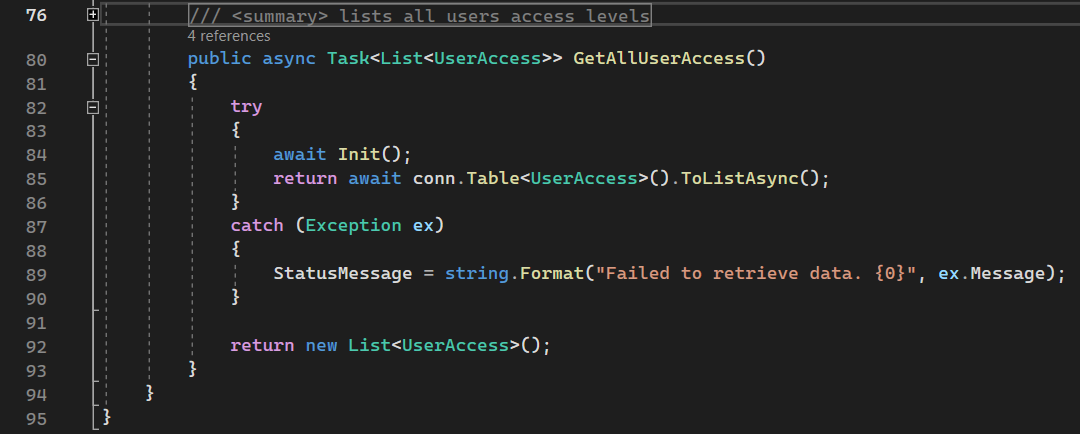 76 /// <summary> lists all users access levels
4 references
80 public async Task<List<UserAccess>> GetAllUserAccess()
81 {
82 try
83 {
84 await Init();
85 return await conn.Table<UserAccess>().ToListAsync();
86 }
87 catch (Exception ex)
88 {
89 StatusMessage = string.Format("Failed to retrieve data. {0}", ex.Message);
90 }
91
92 return new List<UserAccess>();
93 }
94 }
95 }